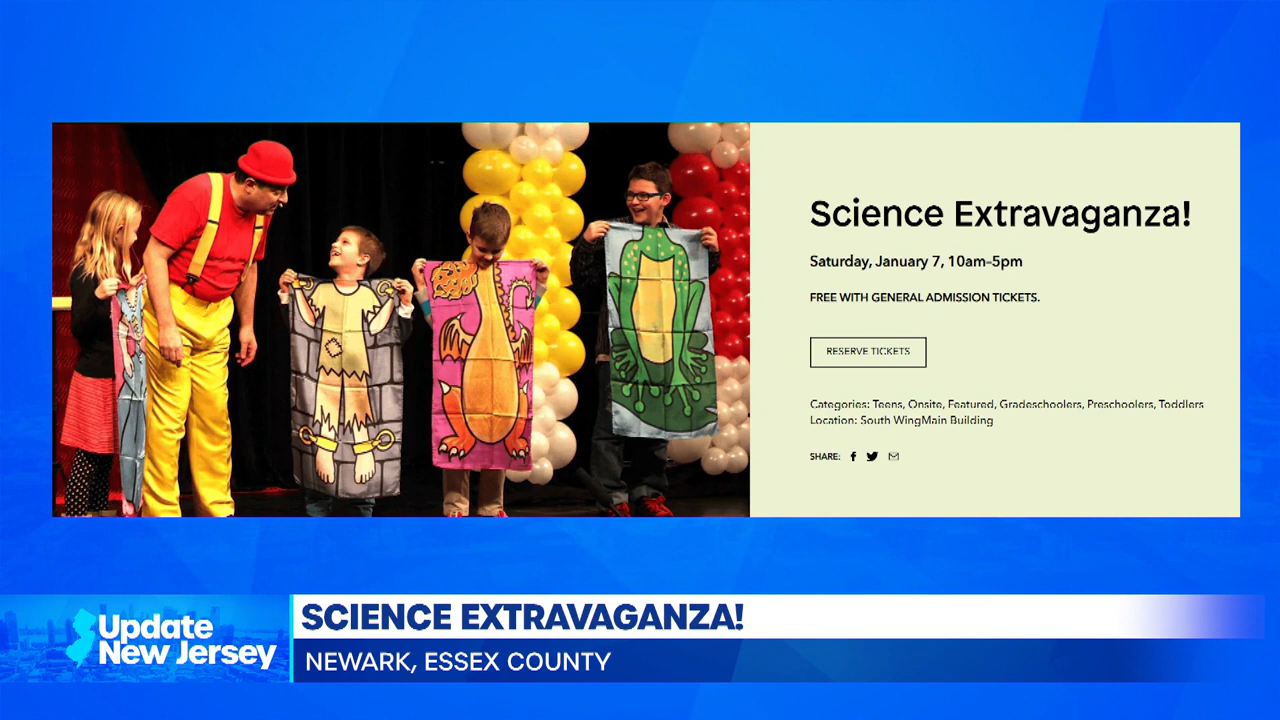 Science Extravaganza!
Saturday, January 7, 10am–5pm
FREE WITH GENERAL ADMISSION TICKETS.
RESERVE TICKETS
Categories: Teens, Onsite, Featured, Gradeschoolers, Preschoolers, Toddlers
Location: South WingMain Building
SHARE:
Update
New Jersey
SCIENCE EXTRAVAGANZA!
NEWARK, ESSEX COUNTY